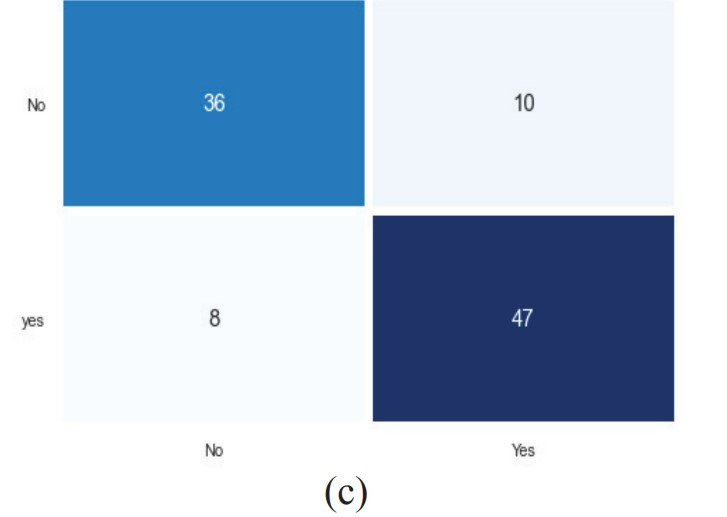 No 36 10
yes 8 47
No Yes
(c)